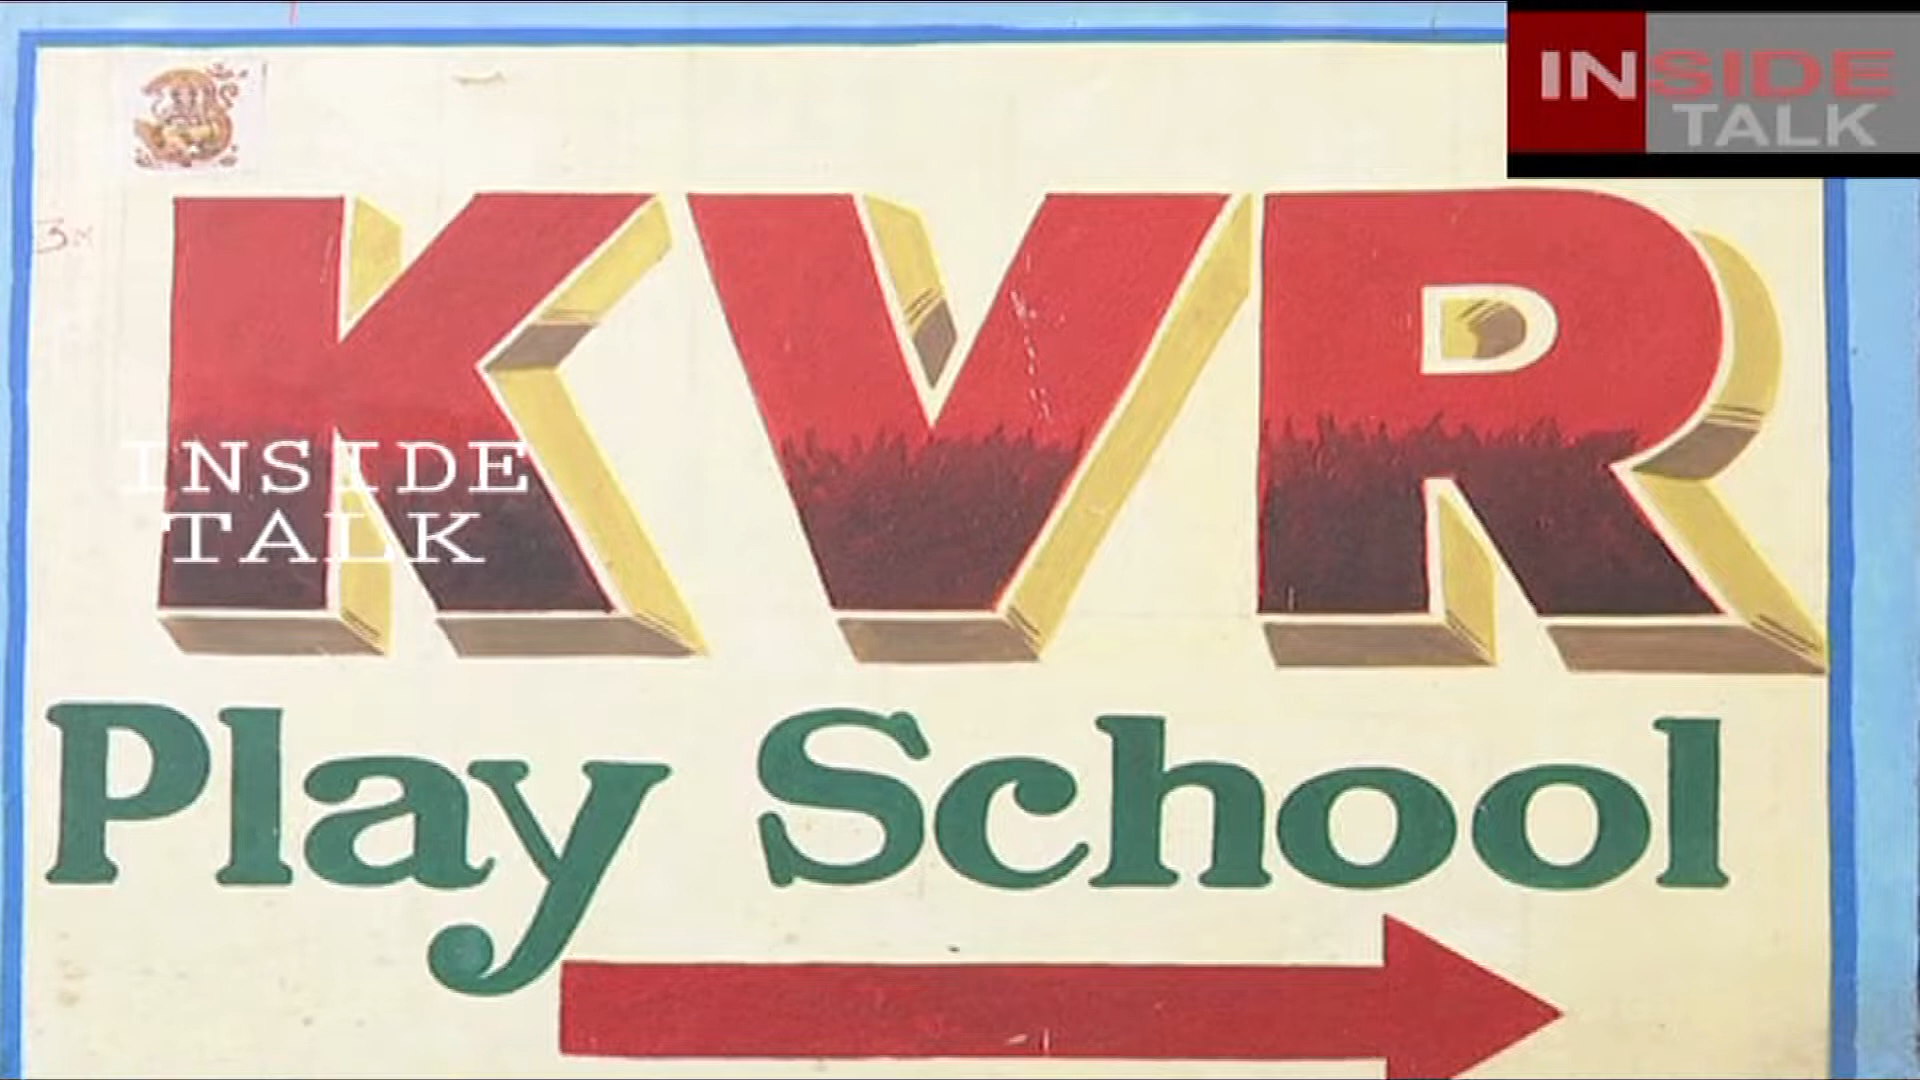 INSIDE
TALK
KVR
INSIDE
TALK
Play School